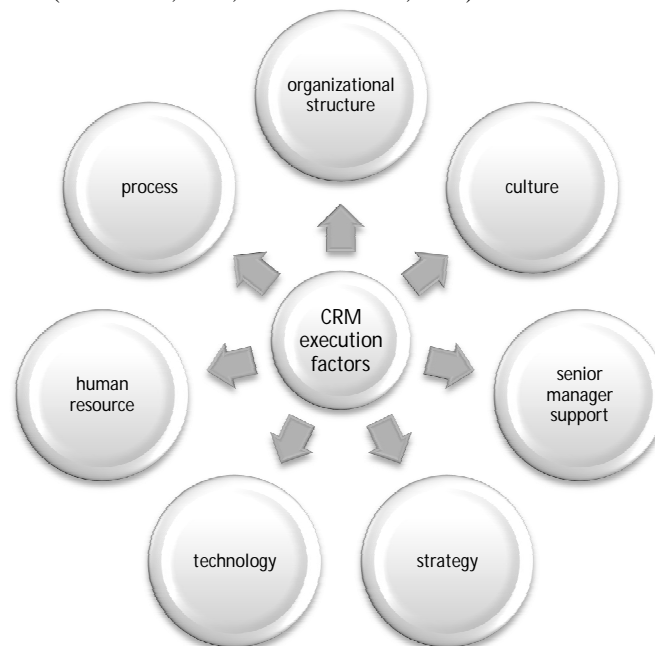 organizational
structure
process
culture
CRM
execution
factors
human
resource
senior
manager
support
technology
strategy